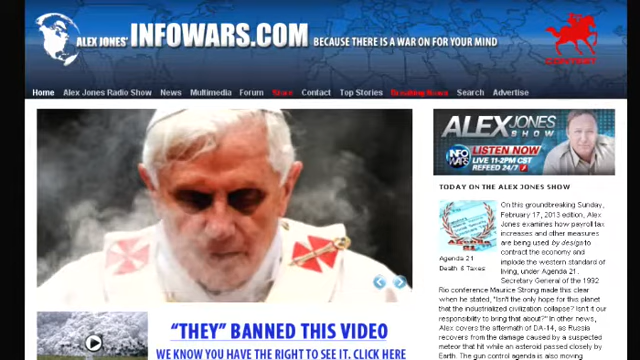 ALEX JONES' INFOWARS.COM BECAUSE THERE IS A WAR ON FOR YOUR MIND
Home Alex Jones Radio Show News Multimedia Forum Store Contact Top Stories Breaking News Search Advertise
ALEX JONES
SHOW
INFO WARS
LISTEN NOW
LIVE 11-2PM CST
REFEED 24/7
TODAY ON THE ALEX JONES SHOW
Agenda 21
Agenda 21
Death & Taxes
On this groundbreaking Sunday,
February 17, 2013 edition, Alex
Jones examines how payroll tax
increases and other measures
are being used by design to
contract the economy and
implode the western standard of
living, under Agenda 21.
Secretary General of the 1992
Rio conference Maurice Strong made this clear
when he stated, "Isn't the only hope for this planet
that the industrialized civilization collapse? Isn't it our
responsibility to bring that about?" In other news,
Alex covers the aftermath of DA-14, as Russia
recovers from the damage caused by a surprise
meteor that hit while an asteroid passed closely by
Earth. The gun control agenda is also moving
"THEY" BANNED THIS VIDEO
WE KNOW YOU HAVE THE RIGHT TO SEE IT. CLICK HERE